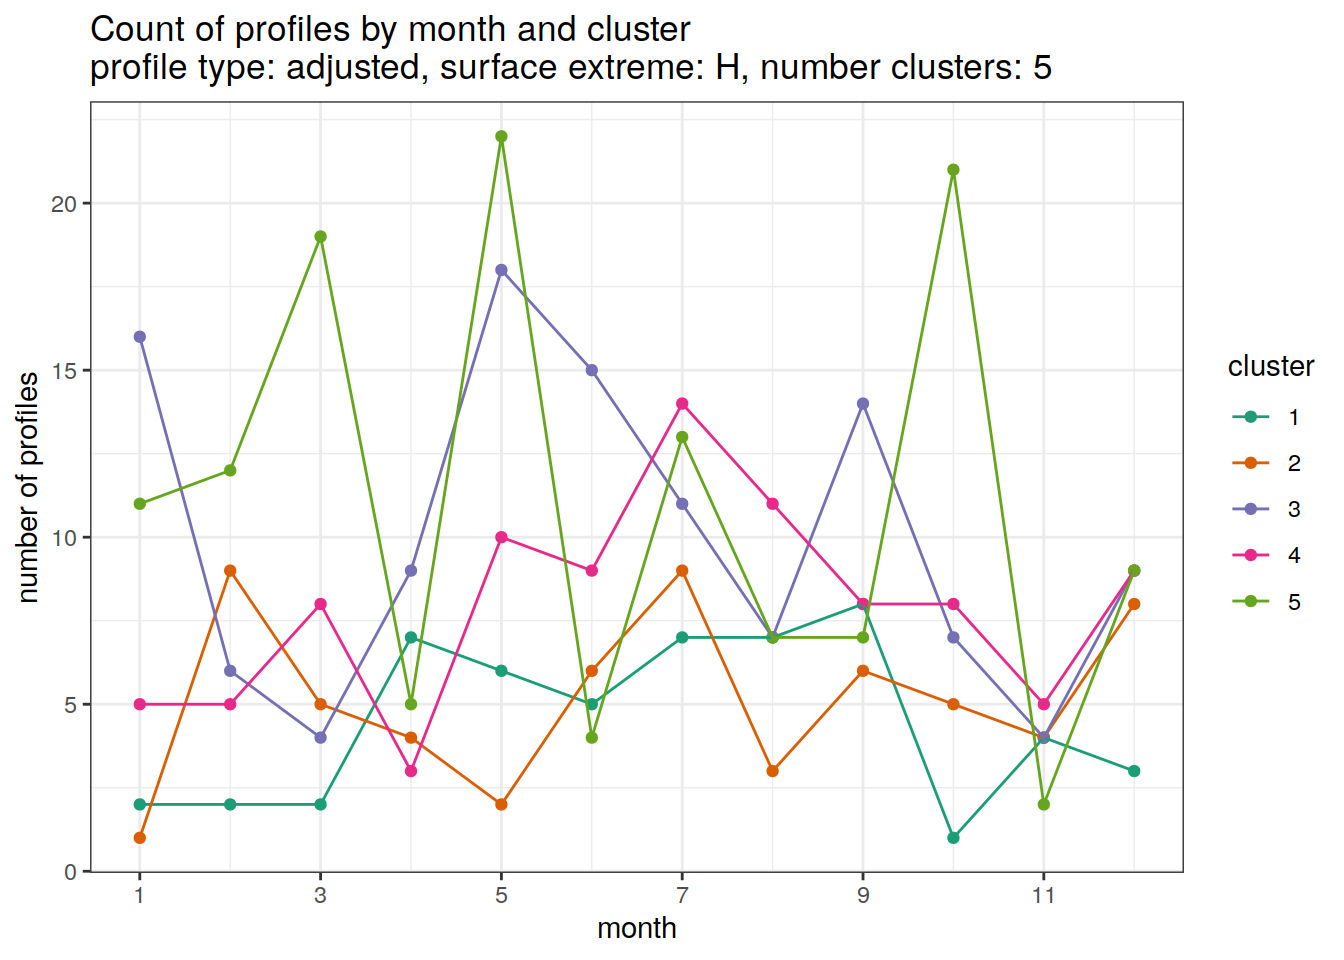 Count of profiles by month and cluster
profile type: adjusted, surface extreme: H, number clusters: 5
number of profiles
20
15
10
5
0
1 3 5 7 9 11
month
cluster
1
2
3
4
5